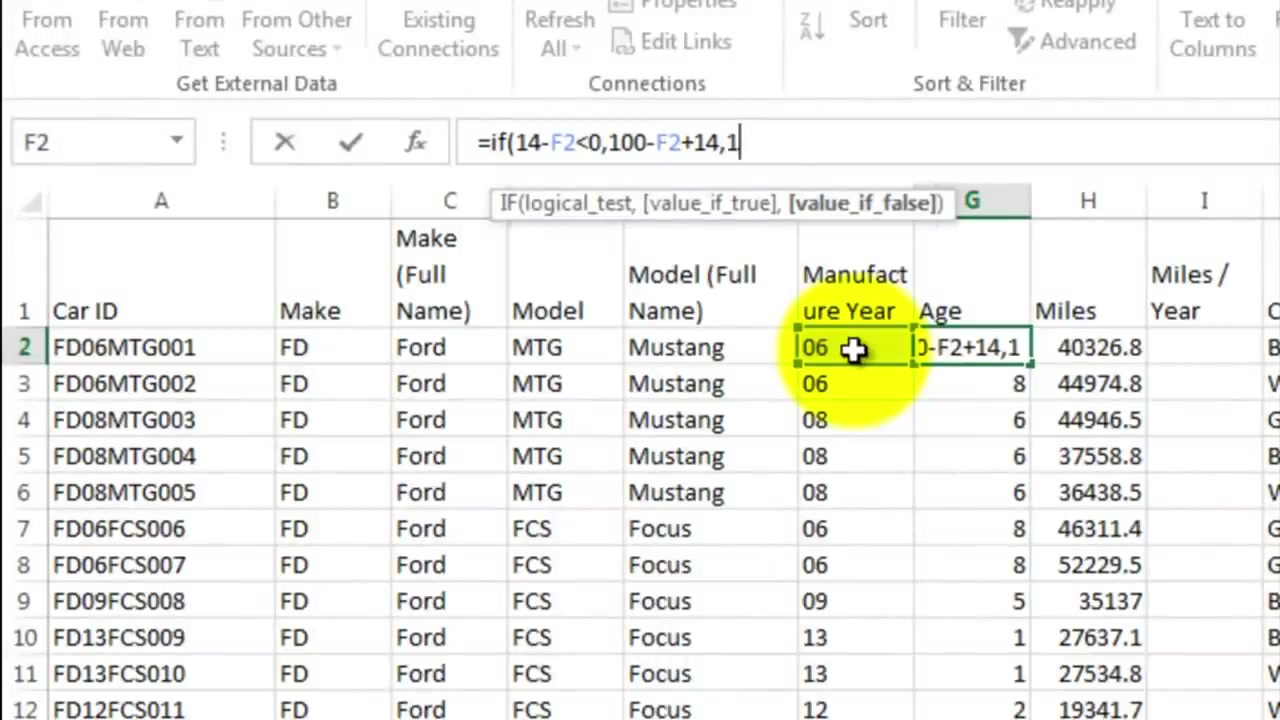 Properties
Reapply
From Access
From Web
From Text
From Other Sources
Existing Connections
Refresh All
Edit Links
Sort
Filter
Advanced
Text to Columns
Get External Data
Connections
Sort & Filter
F2
fx
=if(14-F2<0,100-F2+14,1
IF(logical_test, [value_if_true], [value_if_false])
A B C G H I
1 Car ID Make Make (Full Name) Model Model (Full Name) Manufacture Year Age Miles Miles / Year
2 FD06MTG001 FD Ford MTG Mustang 06 0-F2+14,1 40326.8 B
3 FD06MTG002 FD Ford MTG Mustang 06 8 44974.8
4 FD08MTG003 FD Ford MTG Mustang 08 6 44946.5
5 FD08MTG004 FD Ford MTG Mustang 08 6 37558.8 B
6 FD08MTG005 FD Ford MTG Mustang 08 6 36438.5
7 FD06FCS006 FD Ford FCS Focus 06 8 46311.4
8 FD06FCS007 FD Ford FCS Focus 06 8 52229.5
9 FD09FCS008 FD Ford FCS Focus 09 5 35137 B
10 FD13FCS009 FD Ford FCS Focus 13 1 27637.1 B
11 FD13FCS010 FD Ford FCS Focus 13 1 27534.8
12 FD12FCS011 FD Ford FCS Focus 12 2 19341.7